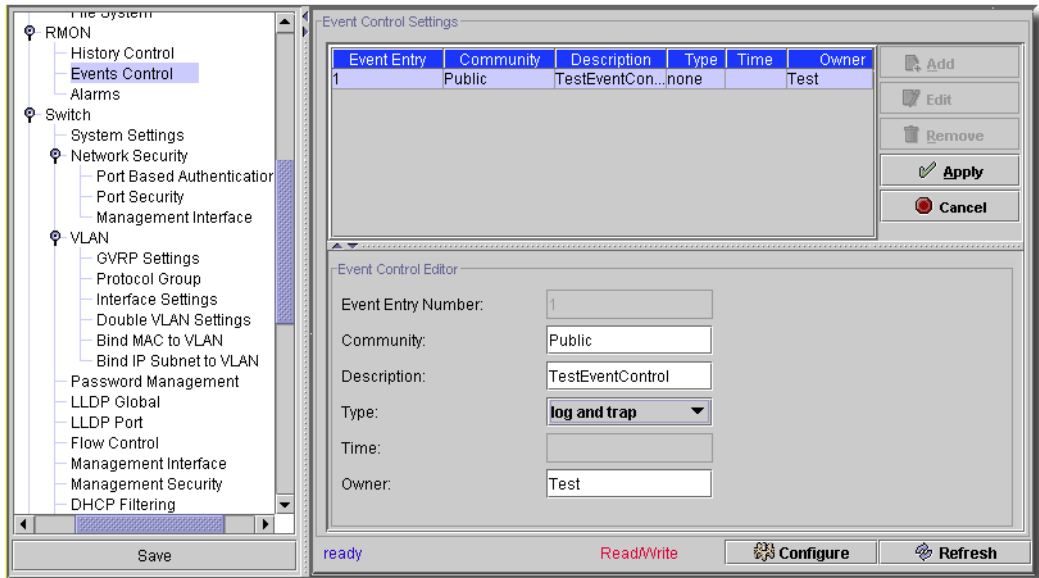 File System
RMON
History Control
Events Control
Alarms
Switch
System Settings
Network Security
Port Based Authentication
Port Security
Management Interface
VLAN
GVRP Settings
Protocol Group
Interface Settings
Double VLAN Settings
Bind MAC to VLAN
Bind IP Subnet to VLAN
Password Management
LLDP Global
LLDP Port
Flow Control
Management Interface
Management Security
DHCP Filtering
Save
Event Control Settings
Event Entry Community Description Type Time Owner
1 Public TestEventCon... none Test
Add
Edit
Remove
Apply
Cancel
Event Control Editor
Event Entry Number: 1
Community: Public
Description: TestEventControl
Type: log and trap
Time:
Owner: Test
ready Read/Write Configure Refresh